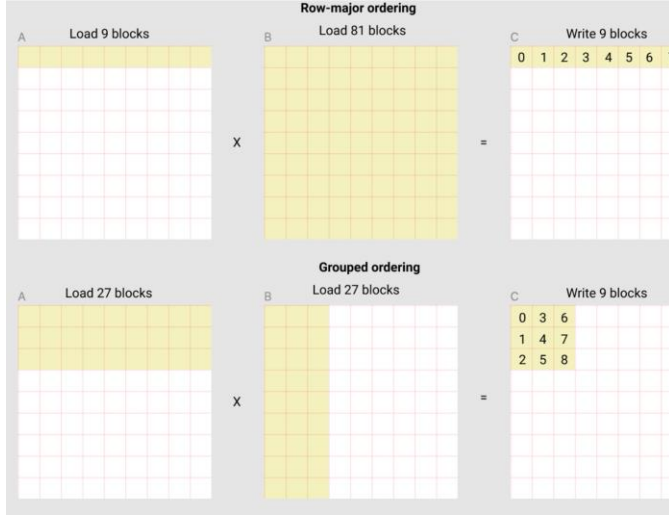 Row-major ordering
A Load 9 blocks B Load 81 blocks C Write 9 blocks
0 1 2 3 4 5 6
X =
Grouped ordering
A Load 27 blocks B Load 27 blocks C Write 9 blocks
0 3 6
1 4 7
2 5 8
X =